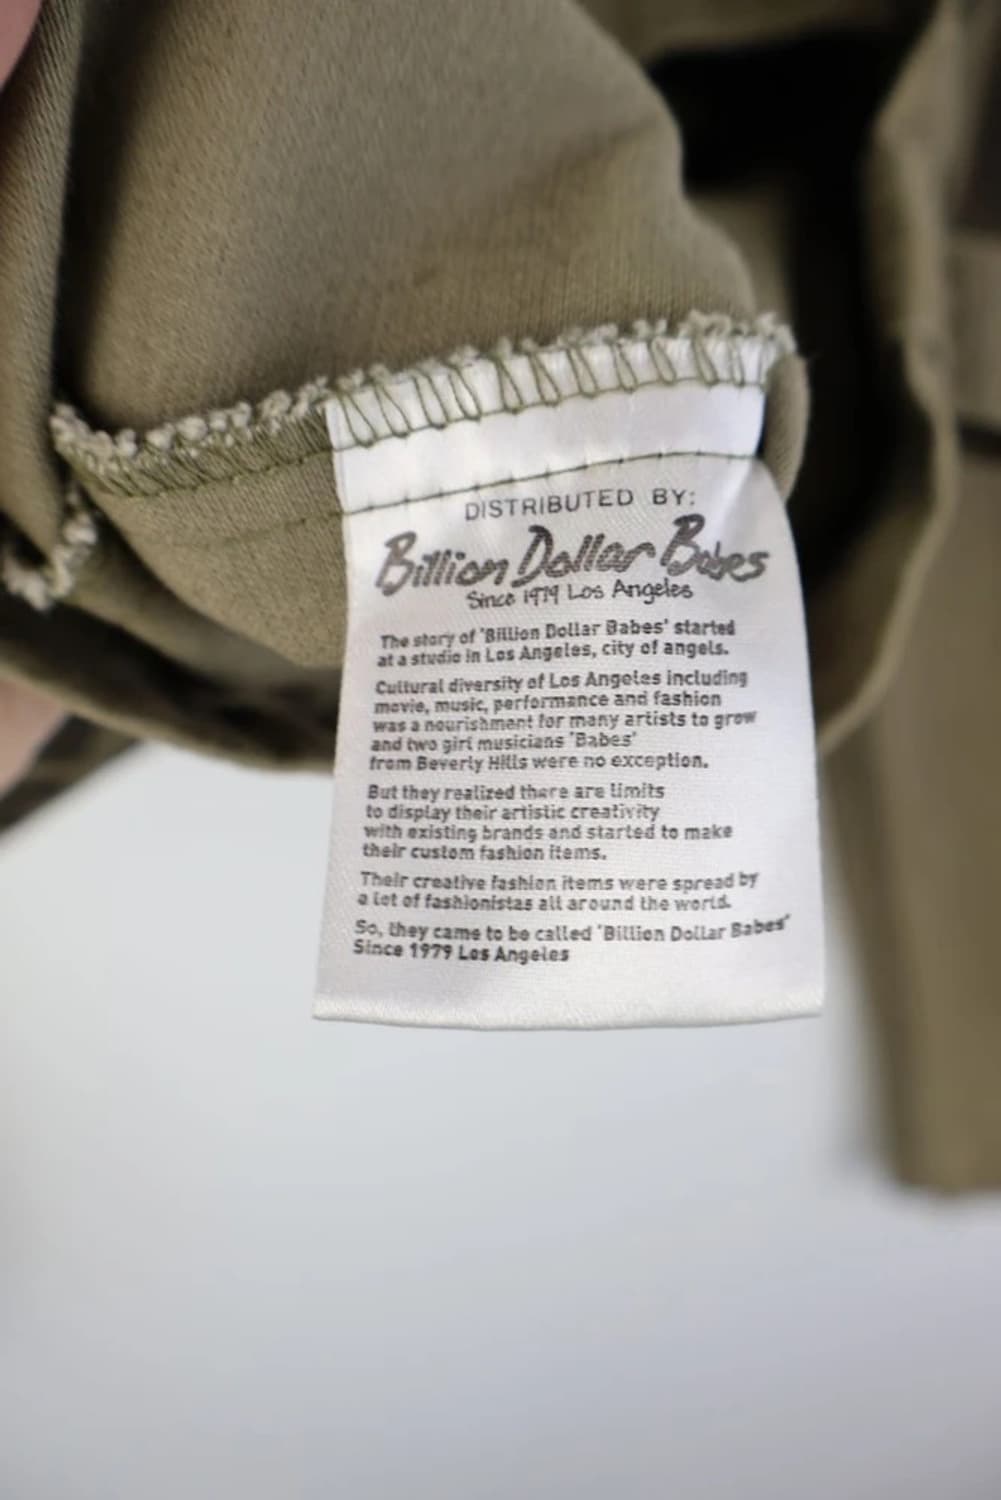 DISTRIBUTED BY:
Billion Dollar Babes
Since 1979 Los Angeles
The story of 'Billion Dollar Babes' started
at a studio in Los Angeles, city of angels.
Cultural diversity of Los Angeles including
movie, music, performance and fashion
was a nourishment for many artists to grow
and two girl musicians 'Babes'
from Beverly Hills were no exception.
But they realized there are limits
to display their artistic creativity
with existing brands and started to make
their custom fashion items.
Their creative fashion items were spread by
a lot of fashionistas all around the world.
So, they came to be called 'Billion Dollar Babes'
Since 1979 Los Angeles